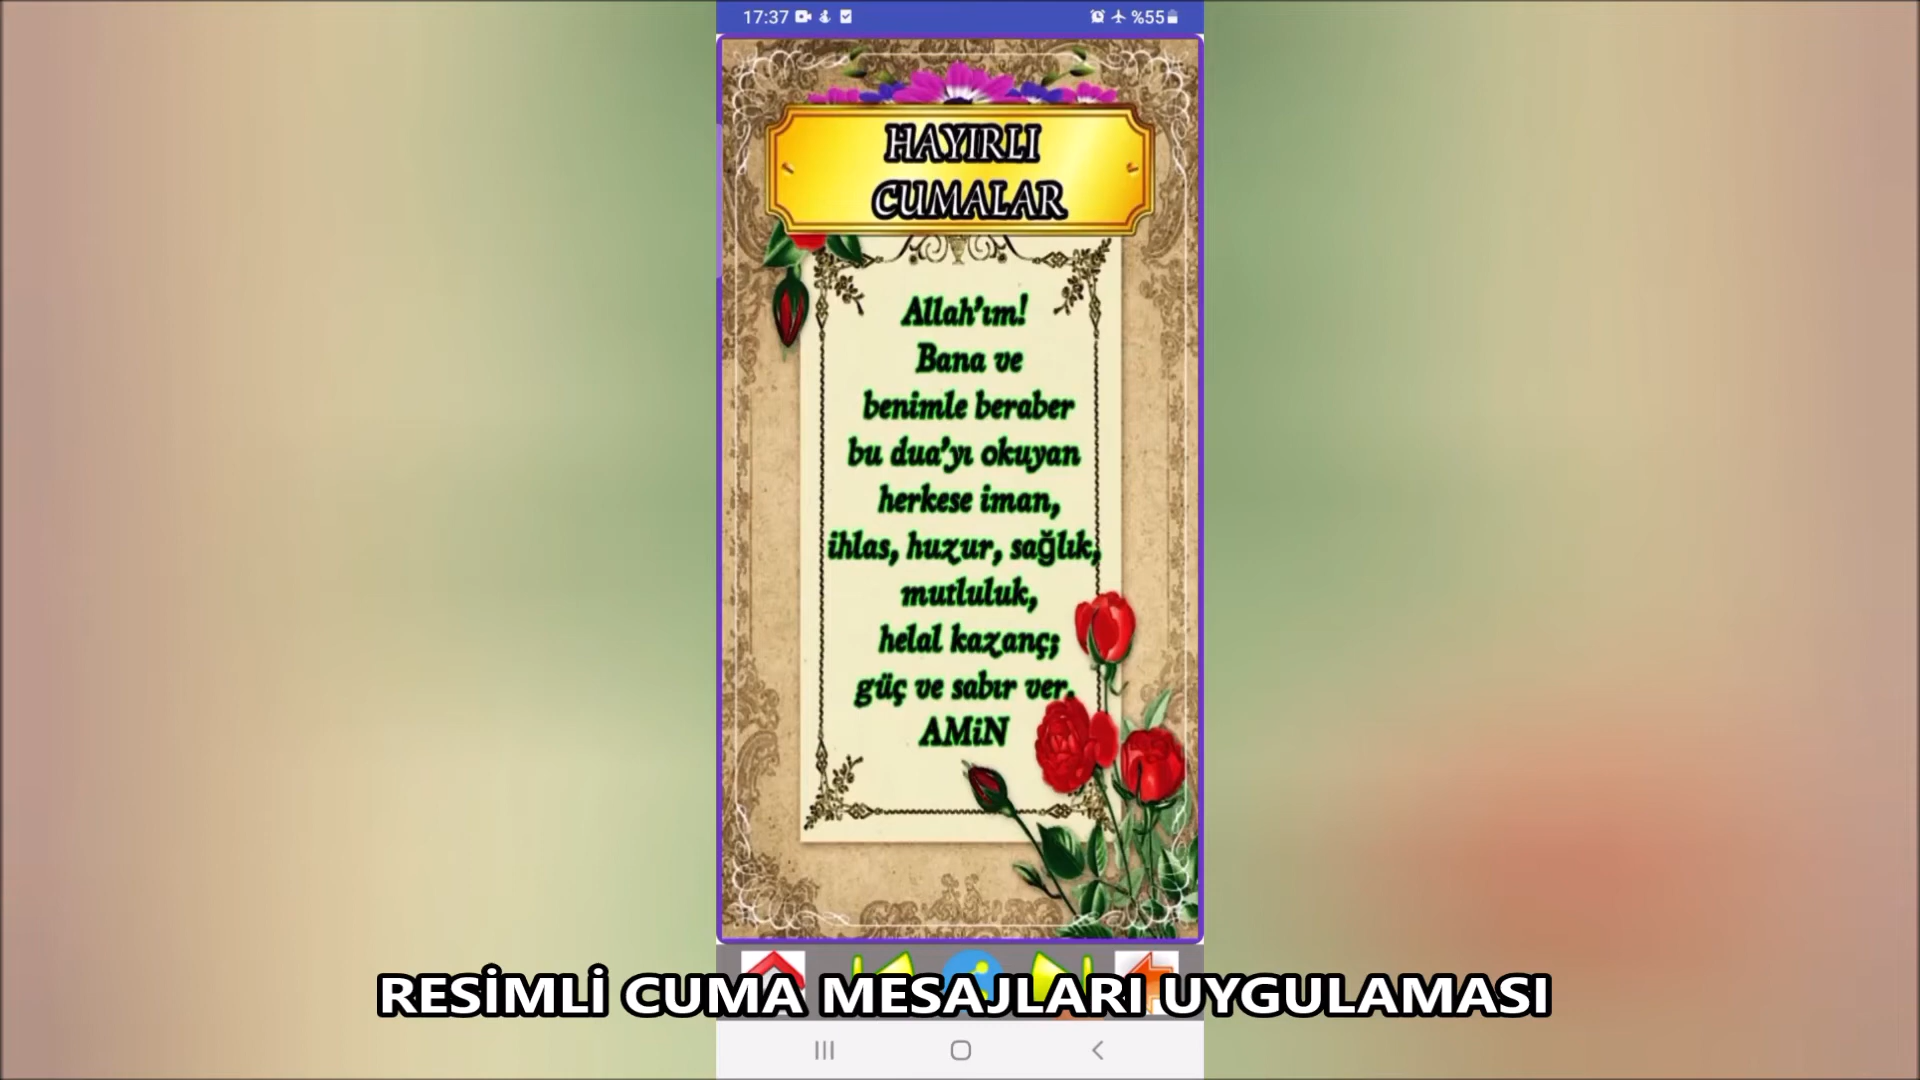 17:37 %55
HAYIRLI
CUMALAR
Allah'ım!
Bana ve
benimle beraber
bu dua'yı okuyan
herkese iman,
ihlas, huzur, sağlık,
mutluluk,
helal kazanç;
güç ve sabır ver.
AMiN
RESİMLİ CUMA MESAJLARI UYGULAMASI